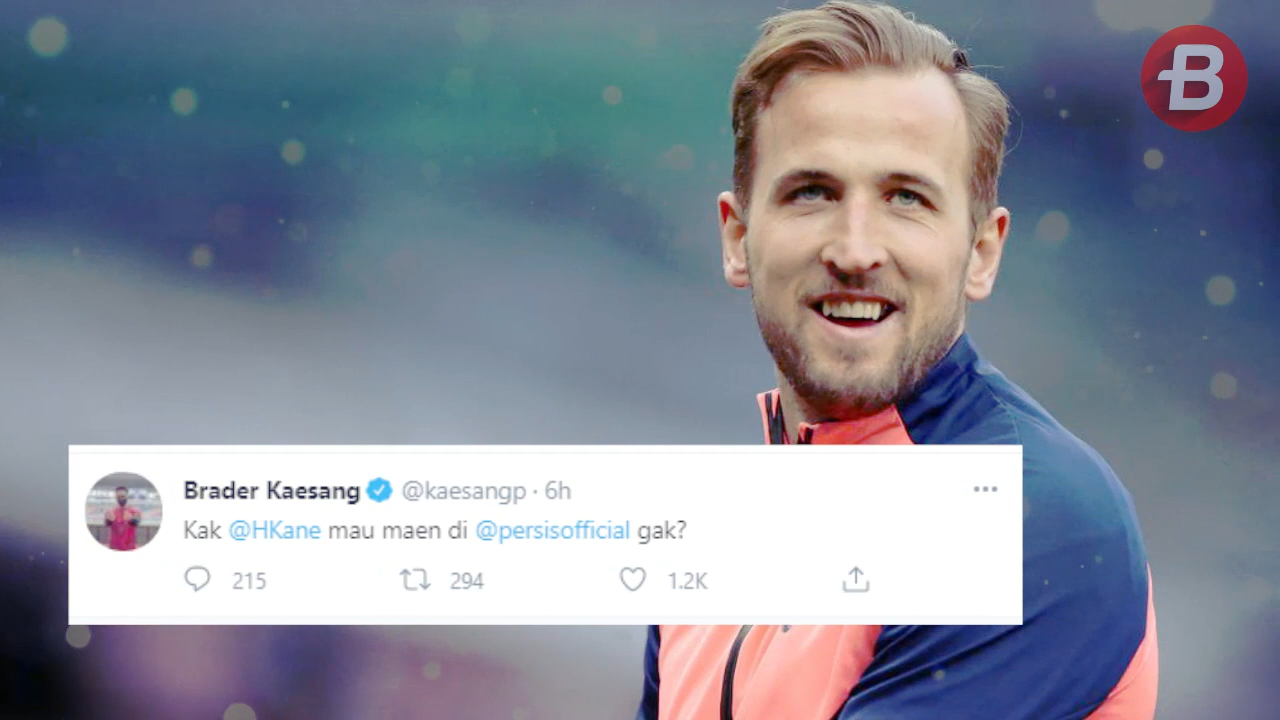 B
Brader Kaesang @kaesangp · 6h
Kak @HKane mau maen di @persisofficial gak?
215 294 1.2K